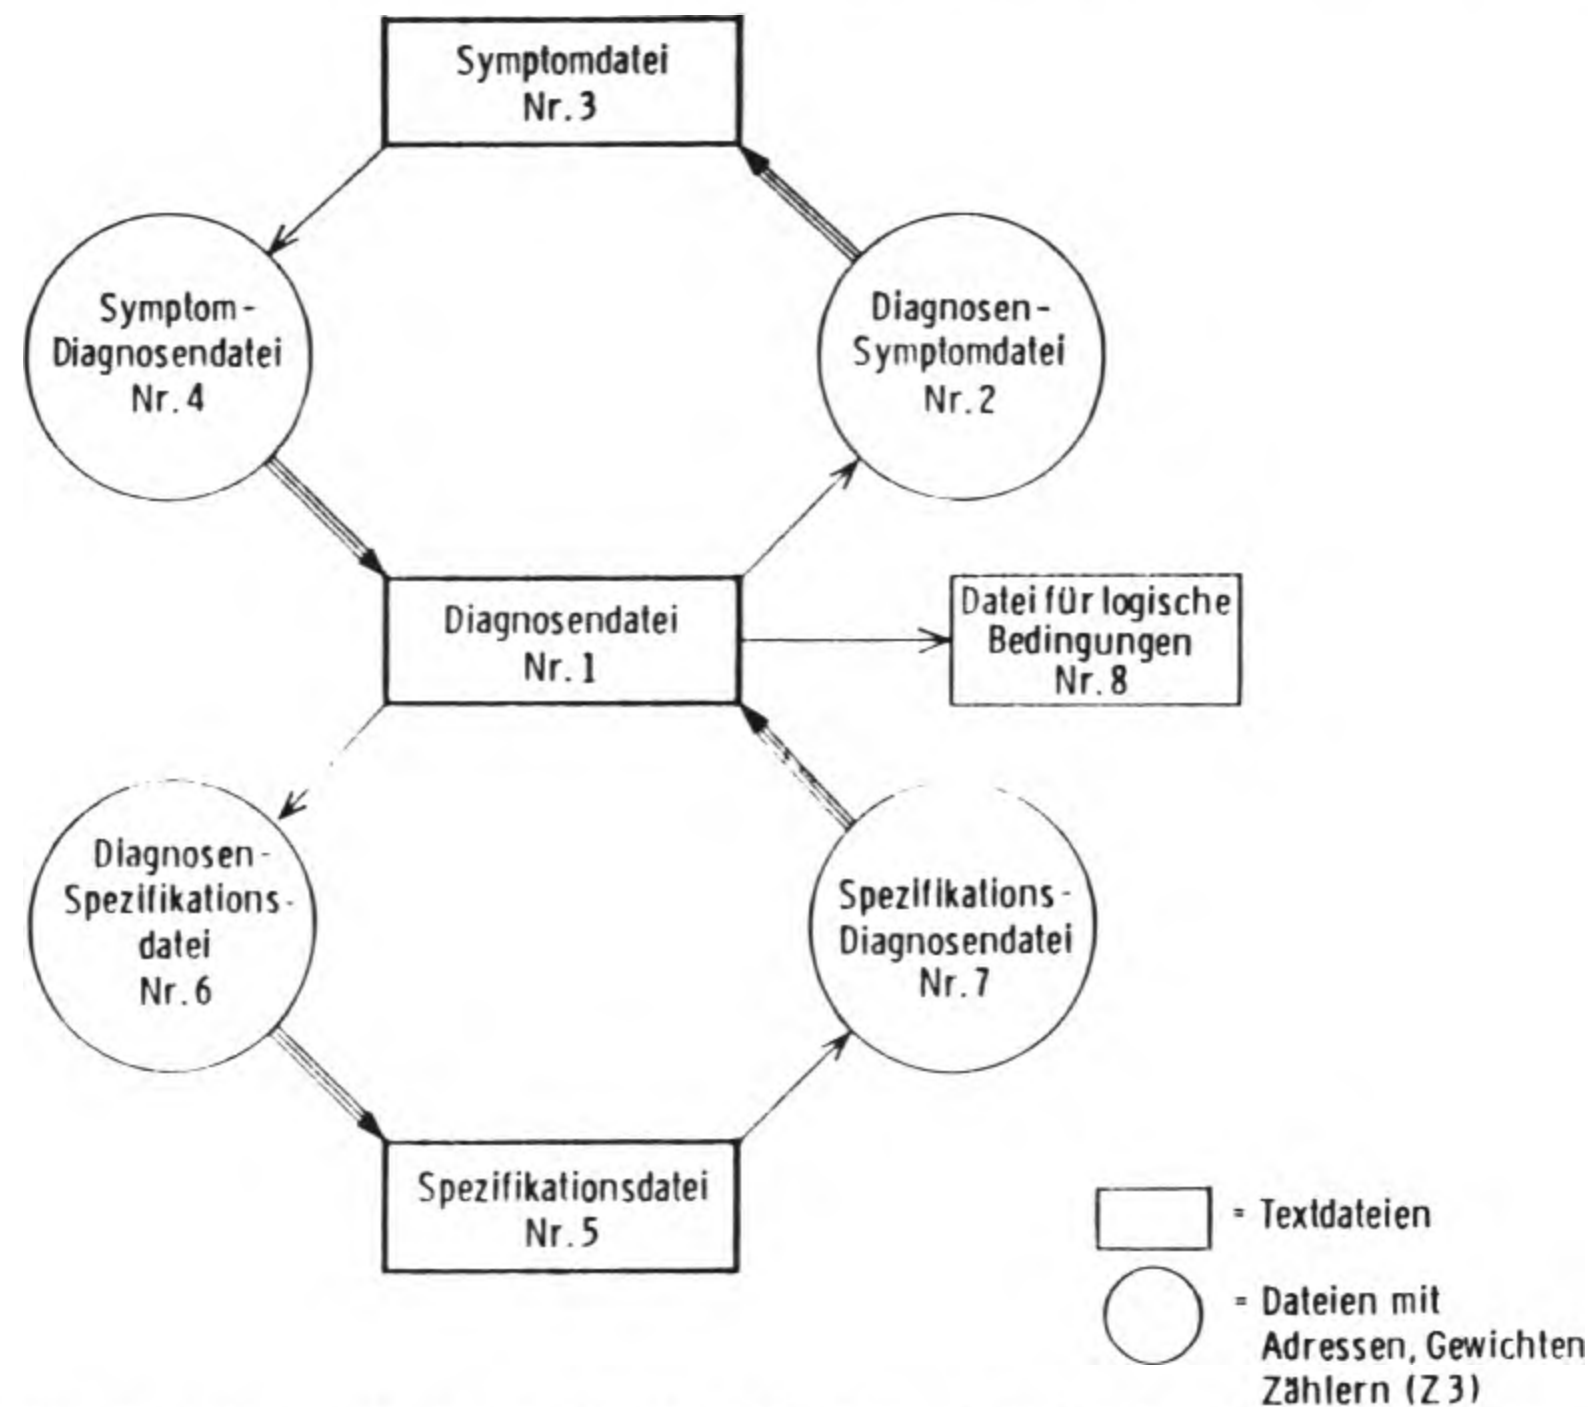 Symptomdatei
Nr. 3
Symptom -
Diagnosendatei
Nr. 4
Diagnosen -
Symptomdatei
Nr. 2
Diagnosendatei
Nr. 1
Datei für logische
Bedingungen
Nr. 8
Diagnosen -
Spezifikations -
datei
Nr. 6
Spezifikations -
Diagnosendatei
Nr. 7
Spezifikationsdatei
Nr. 5
= Textdateien
= Dateien mit
Adressen, Gewichten
Zählern (Z 3)